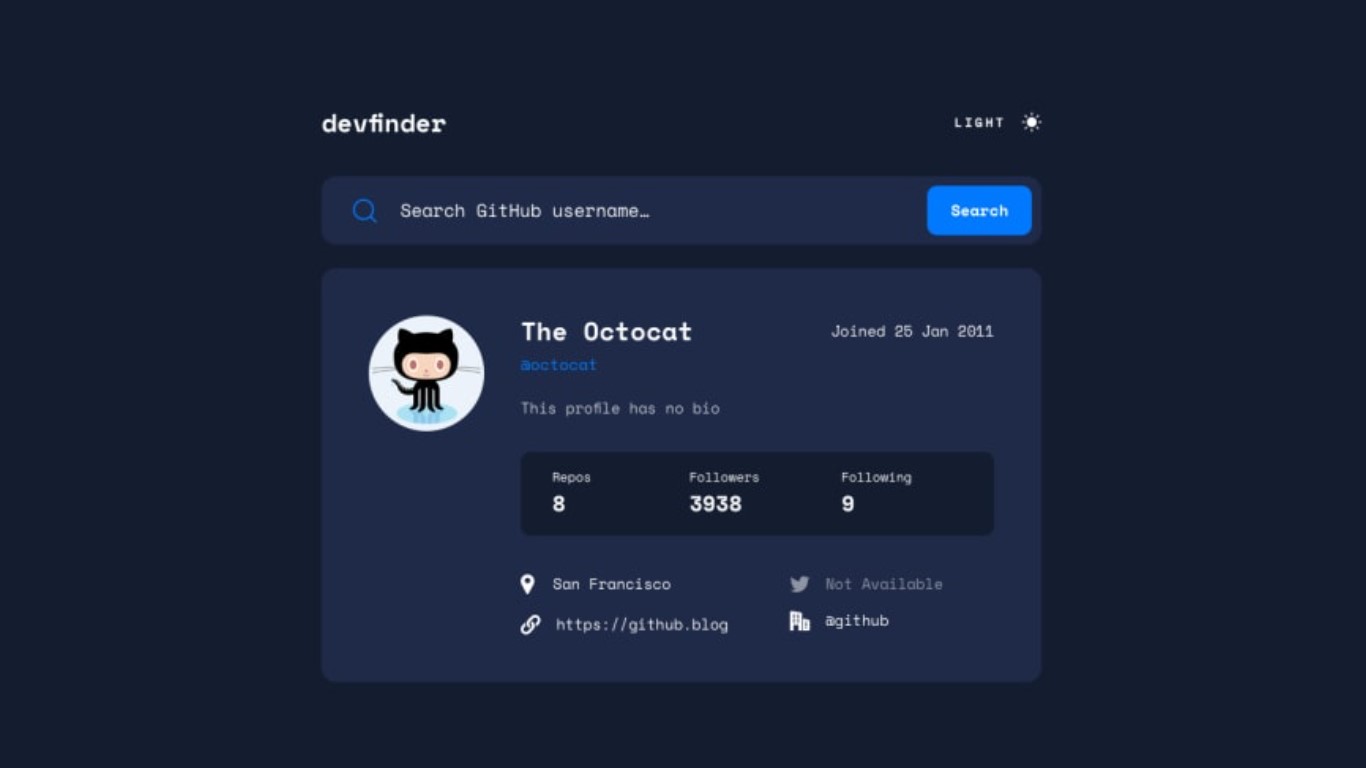 devfinder
LIGHT
Search GitHub username…
Search
The Octocat
Joined 25 Jan 2011
@octocat
This profile has no bio
Repos
Followers
Following
8
3938
9
San Francisco
Not Available
https://github.blog
@github